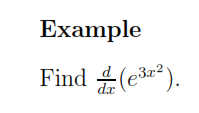 Example
Find d/dx (e^{3x^2}).